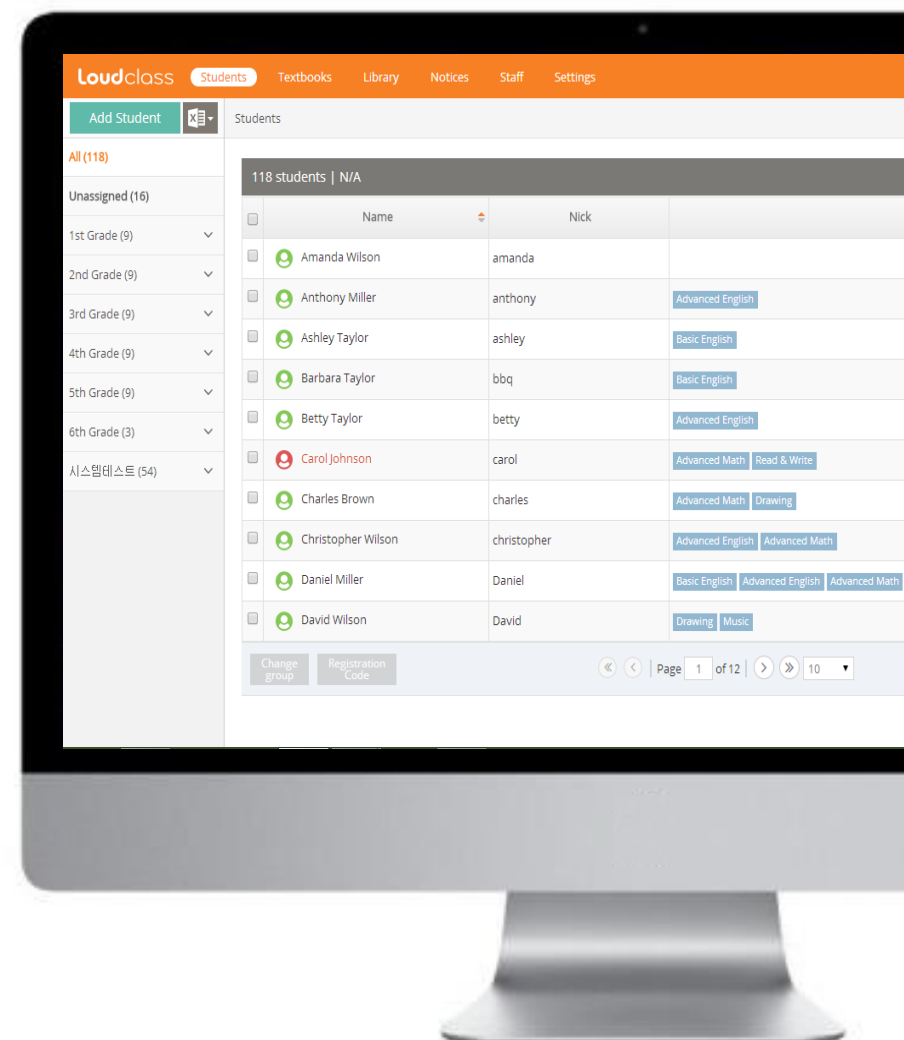 Loudclass Students Textbooks Library Notices Staff Settings
Add Student
Students
All (118)
Unassigned (16)
1st Grade (9)
2nd Grade (9)
3rd Grade (9)
4th Grade (9)
5th Grade (9)
6th Grade (3)
시스템테스트 (54)
118 students | N/A
Name Nick
Amanda Wilson amanda
Anthony Miller anthony Advanced English
Ashley Taylor ashley Basic English
Barbara Taylor bbq Basic English
Betty Taylor betty Advanced English
Carol Johnson carol Advanced Math Read & Write
Charles Brown charles Advanced Math Drawing
Christopher Wilson christopher Advanced English Advanced Math
Daniel Miller Daniel Basic English Advanced English Advanced Math
David Wilson David Drawing Music
Change group Registration Code
Page 1 of 12 | 10